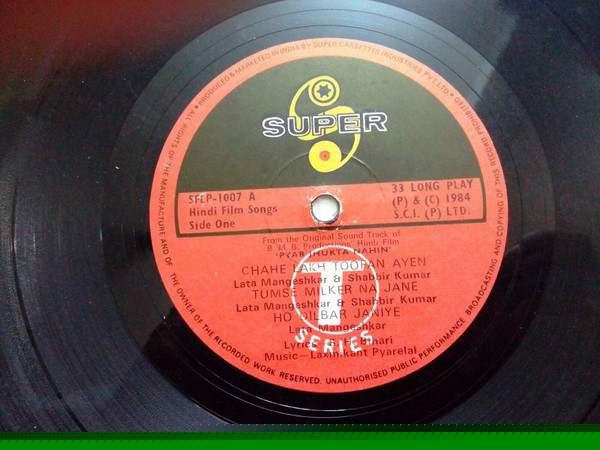 PRODUCED & MARKETED IN INDIA BY SUPER CASSETTES INDUSTRIES PVT. LTD.
ALL RIGHTS OF THE MANUFACTURE AND OF THE OWNER OF THE RECORDED WORK RESERVED. UNAUTHORISED PUBLIC PERFORMANCE BROADCASTING AND COPYING OF THIS RECORD PROHIBITED
SUPER
SFLP-1007 A
Hindi Film Songs
Side One
33 LONG PLAY
(P) & (C) 1984
S.C.I. (P) LTD.
From the Original Sound Track of
B. M. B. Productions' Hindi Film
'PYAR JHUKTA NAHIN'
CHAHE LAKH TOOFAN AYEN
Lata Mangeshkar & Shabbir Kumar
TUMSE MILKER NA JANE
Lata Mangeshkar & Shabbir Kumar
HO DILBAR JANIYE
Lata Mangeshkar
Lyrics S. H. Bihari
Music—Laxmikant Pyarelal
T
SERIES